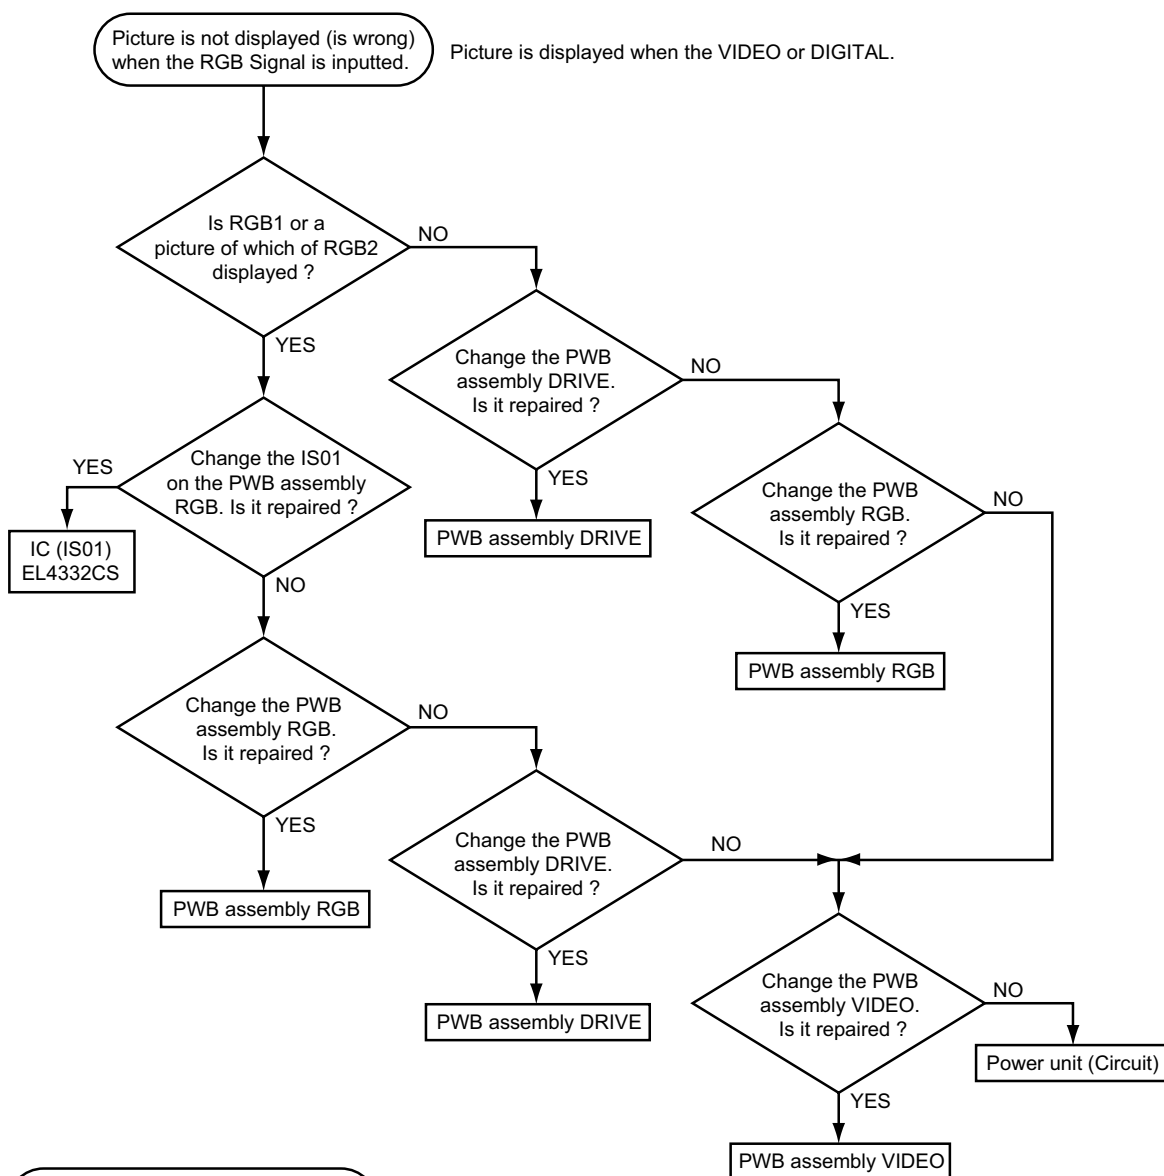 Picture is not displayed (is wrong)
when the RGB Signal is inputted.
Picture is displayed when the VIDEO or DIGITAL.
Is RGB1 or a
picture of which of RGB2
displayed ?
NO
YES
Change the PWB
assembly DRIVE.
Is it repaired ?
NO
YES
PWB assembly DRIVE
Change the IS01
on the PWB assembly
RGB. Is it repaired ?
YES
IC (IS01)
EL4332CS
NO
Change the PWB
assembly RGB.
Is it repaired ?
NO
YES
PWB assembly RGB
Change the PWB
assembly RGB.
Is it repaired ?
NO
YES
PWB assembly RGB
Change the PWB
assembly DRIVE.
Is it repaired ?
NO
YES
PWB assembly DRIVE
Change the PWB
assembly VIDEO.
Is it repaired ?
NO
Power unit (Circuit)
YES
PWB assembly VIDEO